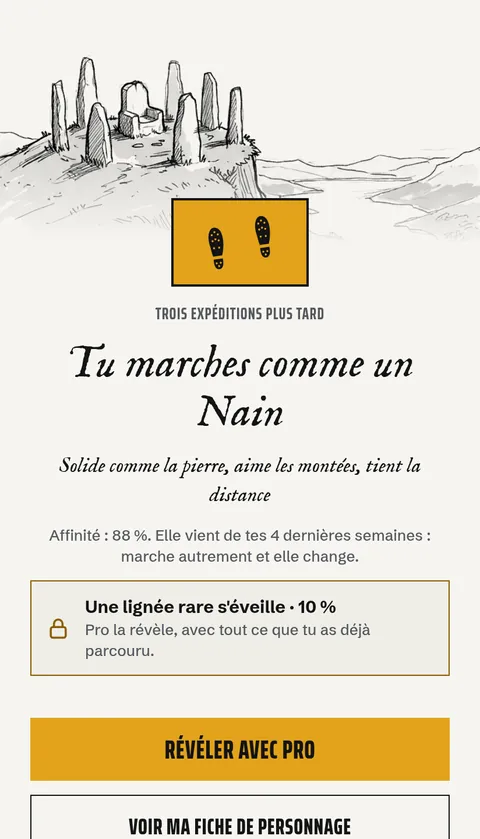 TROIS EXPÉDITIONS PLUS TARD
Tu marches comme un
Nain
Solide comme la pierre, aime les montées, tient la
distance
Affinité : 88 %. Elle vient de tes 4 dernières semaines :
marche autrement et elle change.
Une lignée rare s'éveille · 10 %
Pro la révèle, avec tout ce que tu as déjà
parcouru.
RÉVÉLER AVEC PRO
VOIR MA FICHE DE PERSONNAGE